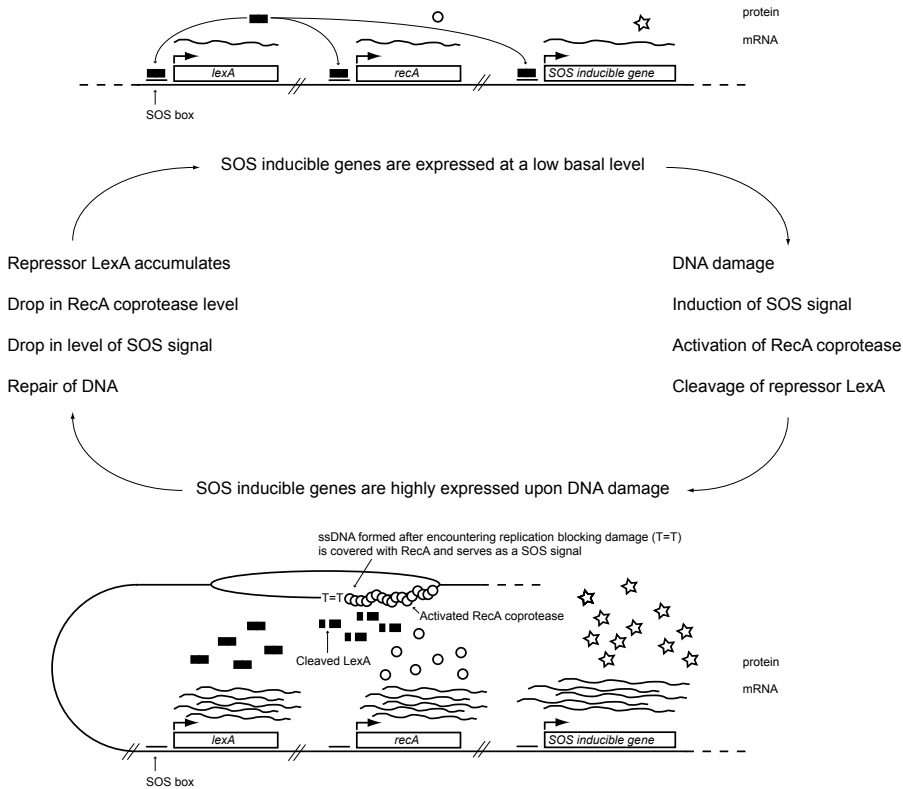 protein
mRNA
lexA
recA
SOS inducible gene
SOS box
SOS inducible genes are expressed at a low basal level
Repressor LexA accumulates
Drop in RecA coprotease level
Drop in level of SOS signal
Repair of DNA
DNA damage
Induction of SOS signal
Activation of RecA coprotease
Cleavage of repressor LexA
SOS inducible genes are highly expressed upon DNA damage
ssDNA formed after encountering replication blocking damage (T=T)
is covered with RecA and serves as a SOS signal
T=T
Activated RecA coprotease
Cleaved LexA
protein
mRNA
lexA
recA
SOS inducible gene
SOS box